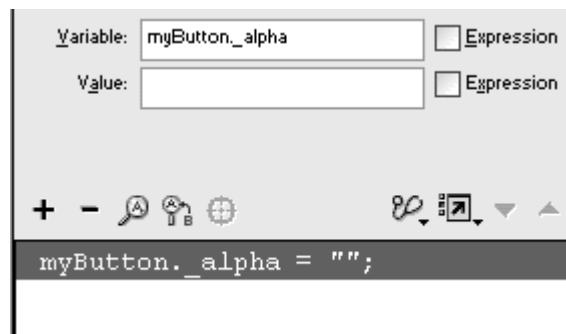 Variable: myButton._alpha Expression
Value: Expression
myButton._alpha = "";